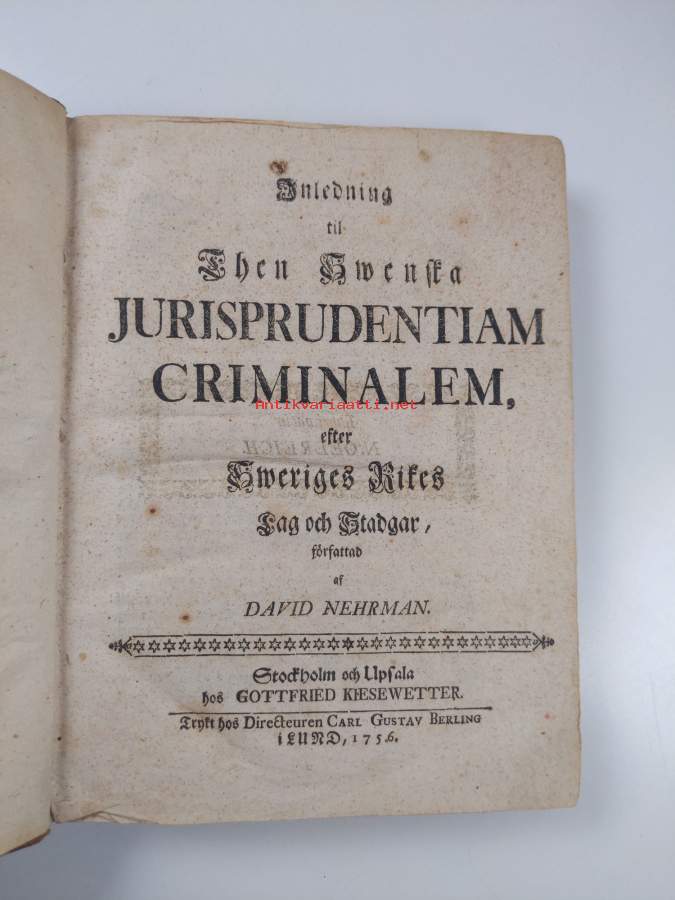 Inledning
til
Then Swenska
JURISPRUDENTIAM
CRIMINALEM,
Antikvariaatti.net
efter
Sweriges Rikes
Lag och Stadgar,
författad
af
DAVID NEHRMAN.
Stockholm och Upsala
hos GOTTFRIED KIESEWETTER.
Trykt hos Directeuren CARL GUSTAV BERLING
i LUND, 1756.